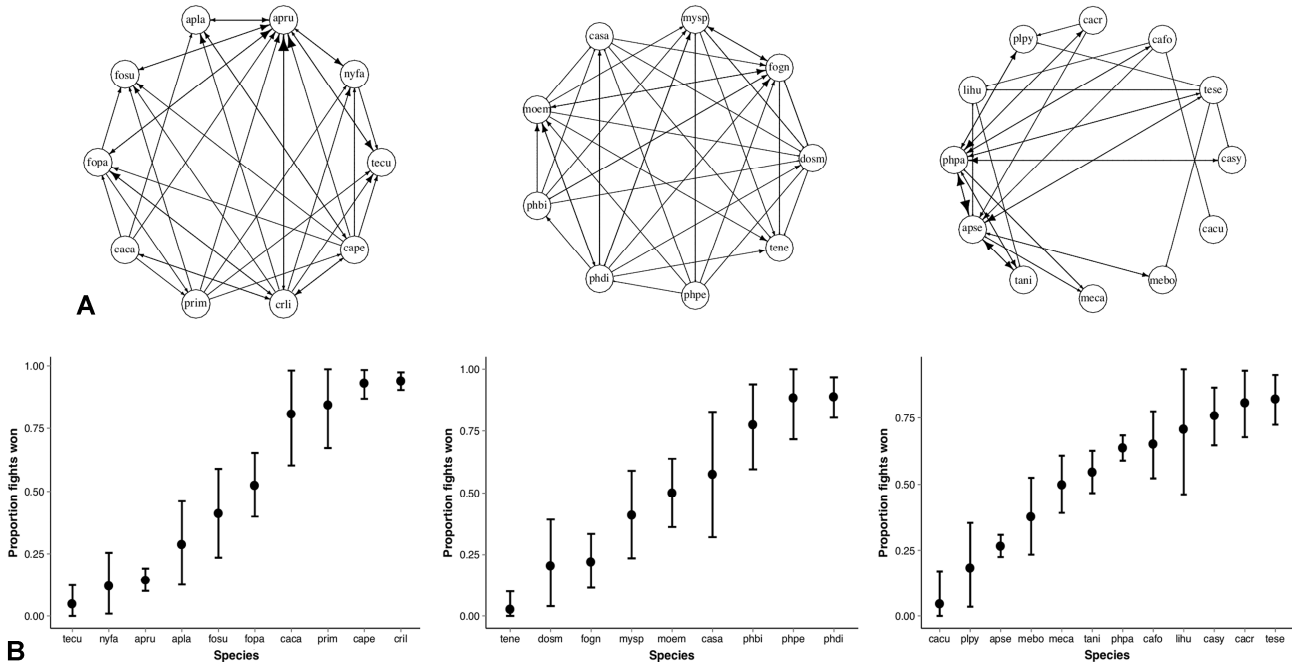 apla apru
fosu nyfa
fopa tecu
caca cape
prim crli
mysp
casa fogn
moem dosm
phbi tene
phdi phpe
cacr
plpy cafo
lihu tese
phpa casy
apse cacu
tani meca mebo
A
Proportion fights won
1.00
0.75
0.50
0.25
0.00
tecu nyfa apru apla fosu fopa caca prim cape cril
Species
Proportion fights won
1.00
0.75
0.50
0.25
0.00
tene dosm fogn mysp moem casa phbi phpe phdi
Species
Proportion fights won
0.75
0.50
0.25
0.00
cacu plpy apse mebo meca tani phpa cafo lihu casy cacr tese
Species
B